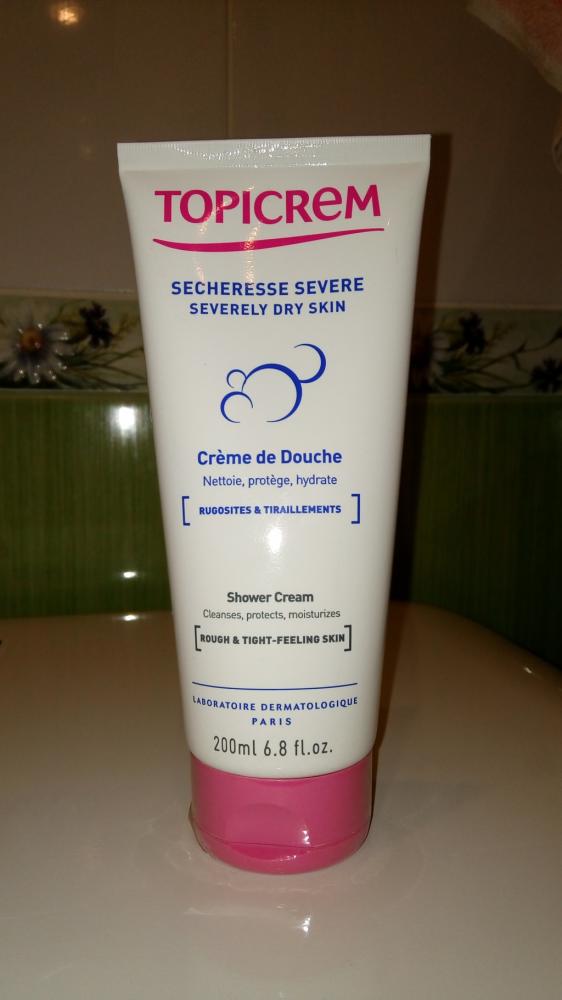 TOPICREM
SECHERESSE SEVERE
SEVERELY DRY SKIN
Crème de Douche
Nettoie, protège, hydrate
[RUGOSITES & TIRAILLEMENTS]
Shower Cream
Cleanses, protects, moisturizes
[ROUGH & TIGHT-FEELING SKIN]
LABORATOIRE DERMATOLOGIQUE
PARIS
200ml 6.8 fl.oz.